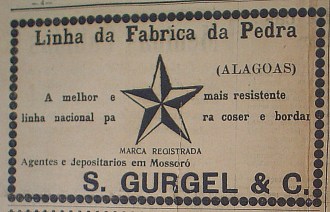 Linha da Fabrica da Pedra
(ALAGOAS)
A melhor e mais resistente
linha nacional pa ra coser e bordar
MARCA REGISTRADA
Agentes e depositarios em Mossoró
S. GURGEL & C.